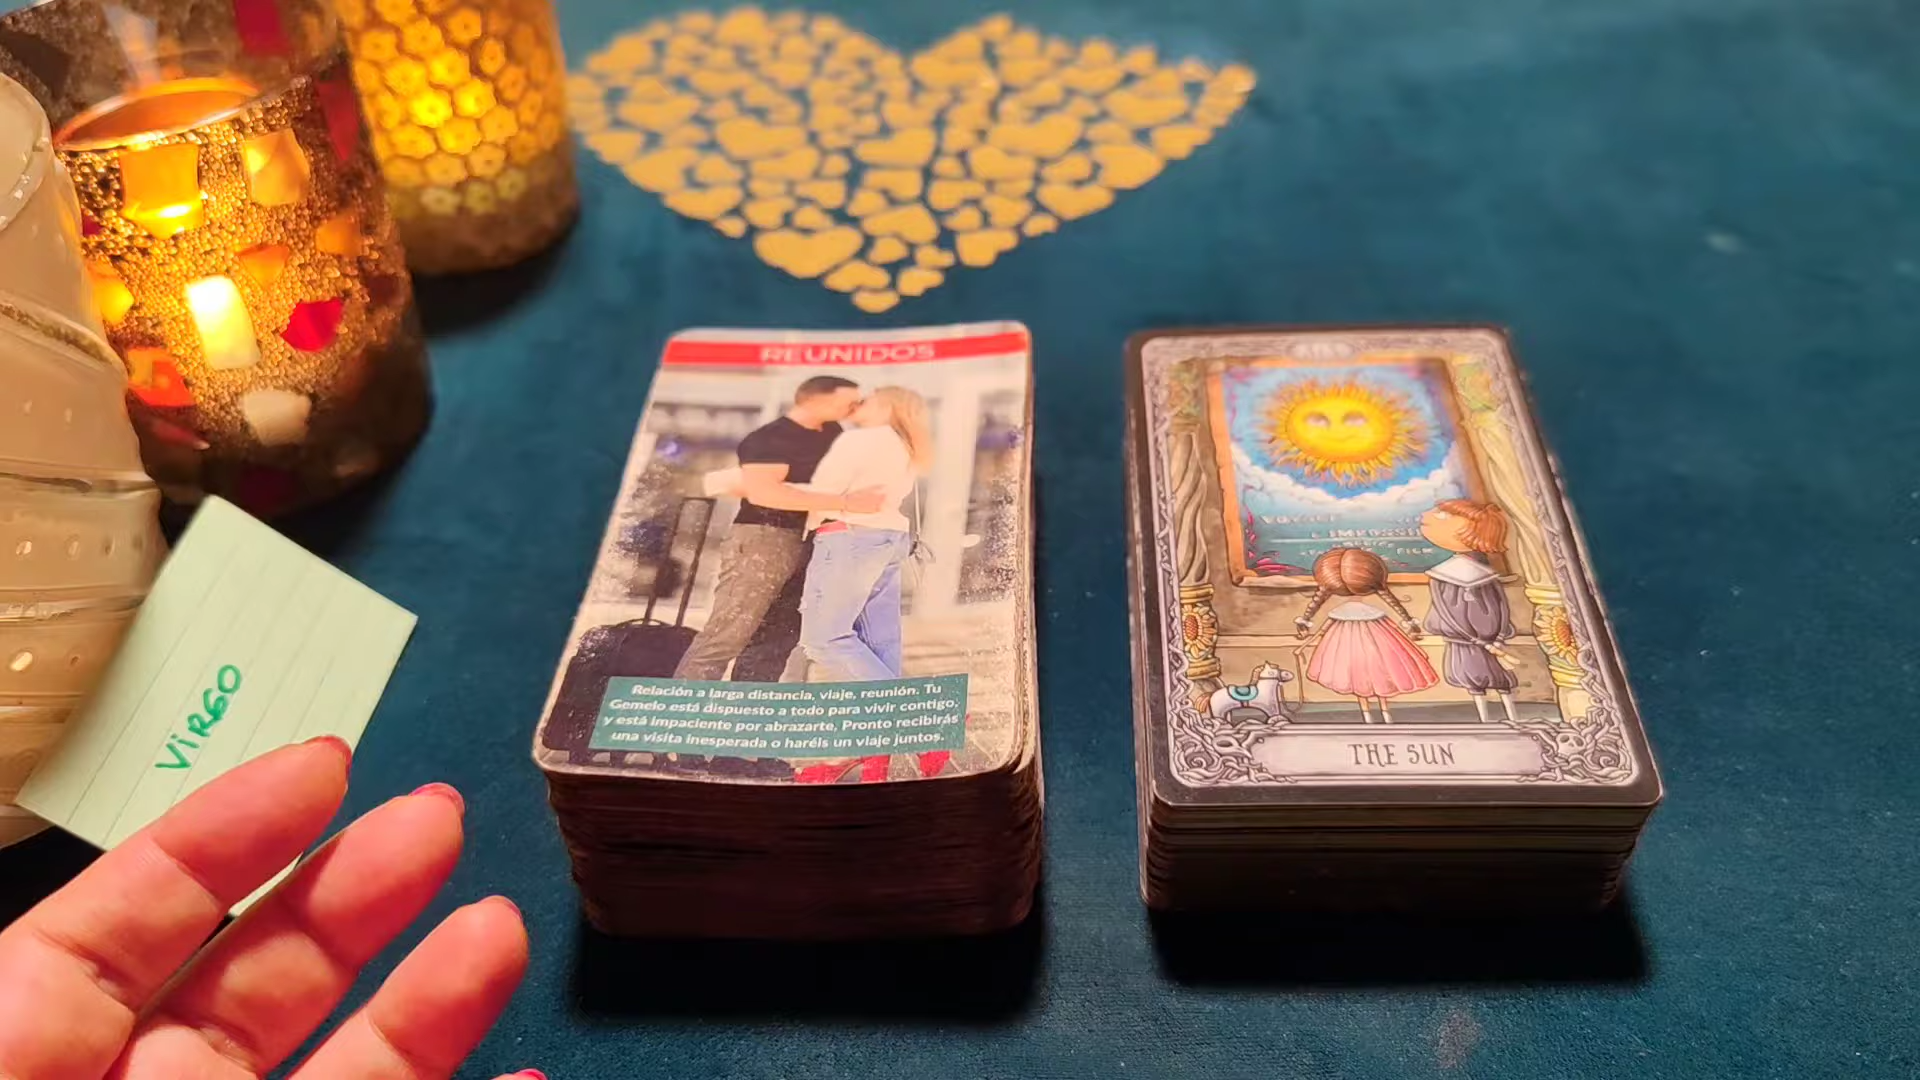 REUNIDOS
Relación a larga distancia, viaje, reunión. Tu
Gemelo está dispuesto a todo para vivir contigo,
y está impaciente por abrazarte, Pronto recibirás
una visita inesperada o haréis un viaje juntos.
VIRGO
THE SUN